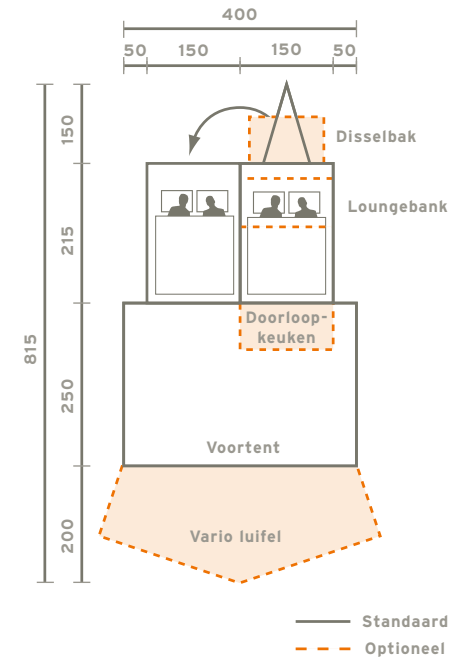 400
50 150 150 50
150
Disselbak
Loungebank
215
Doorloop-
keuken
815
250
Voortent
200
Vario luifel
Standaard
Optioneel